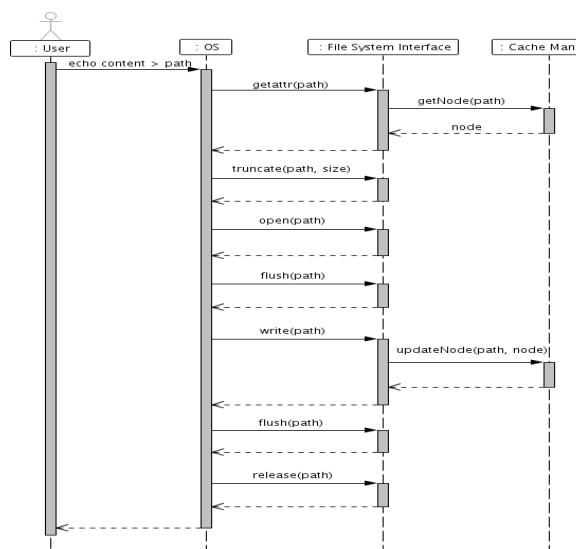 : User
: OS
: File System Interface
: Cache Man
echo content > path
getattr(path)
getNode(path)
node
truncate(path, size)
open(path)
flush(path)
write(path)
updateNode(path, node)
flush(path)
release(path)